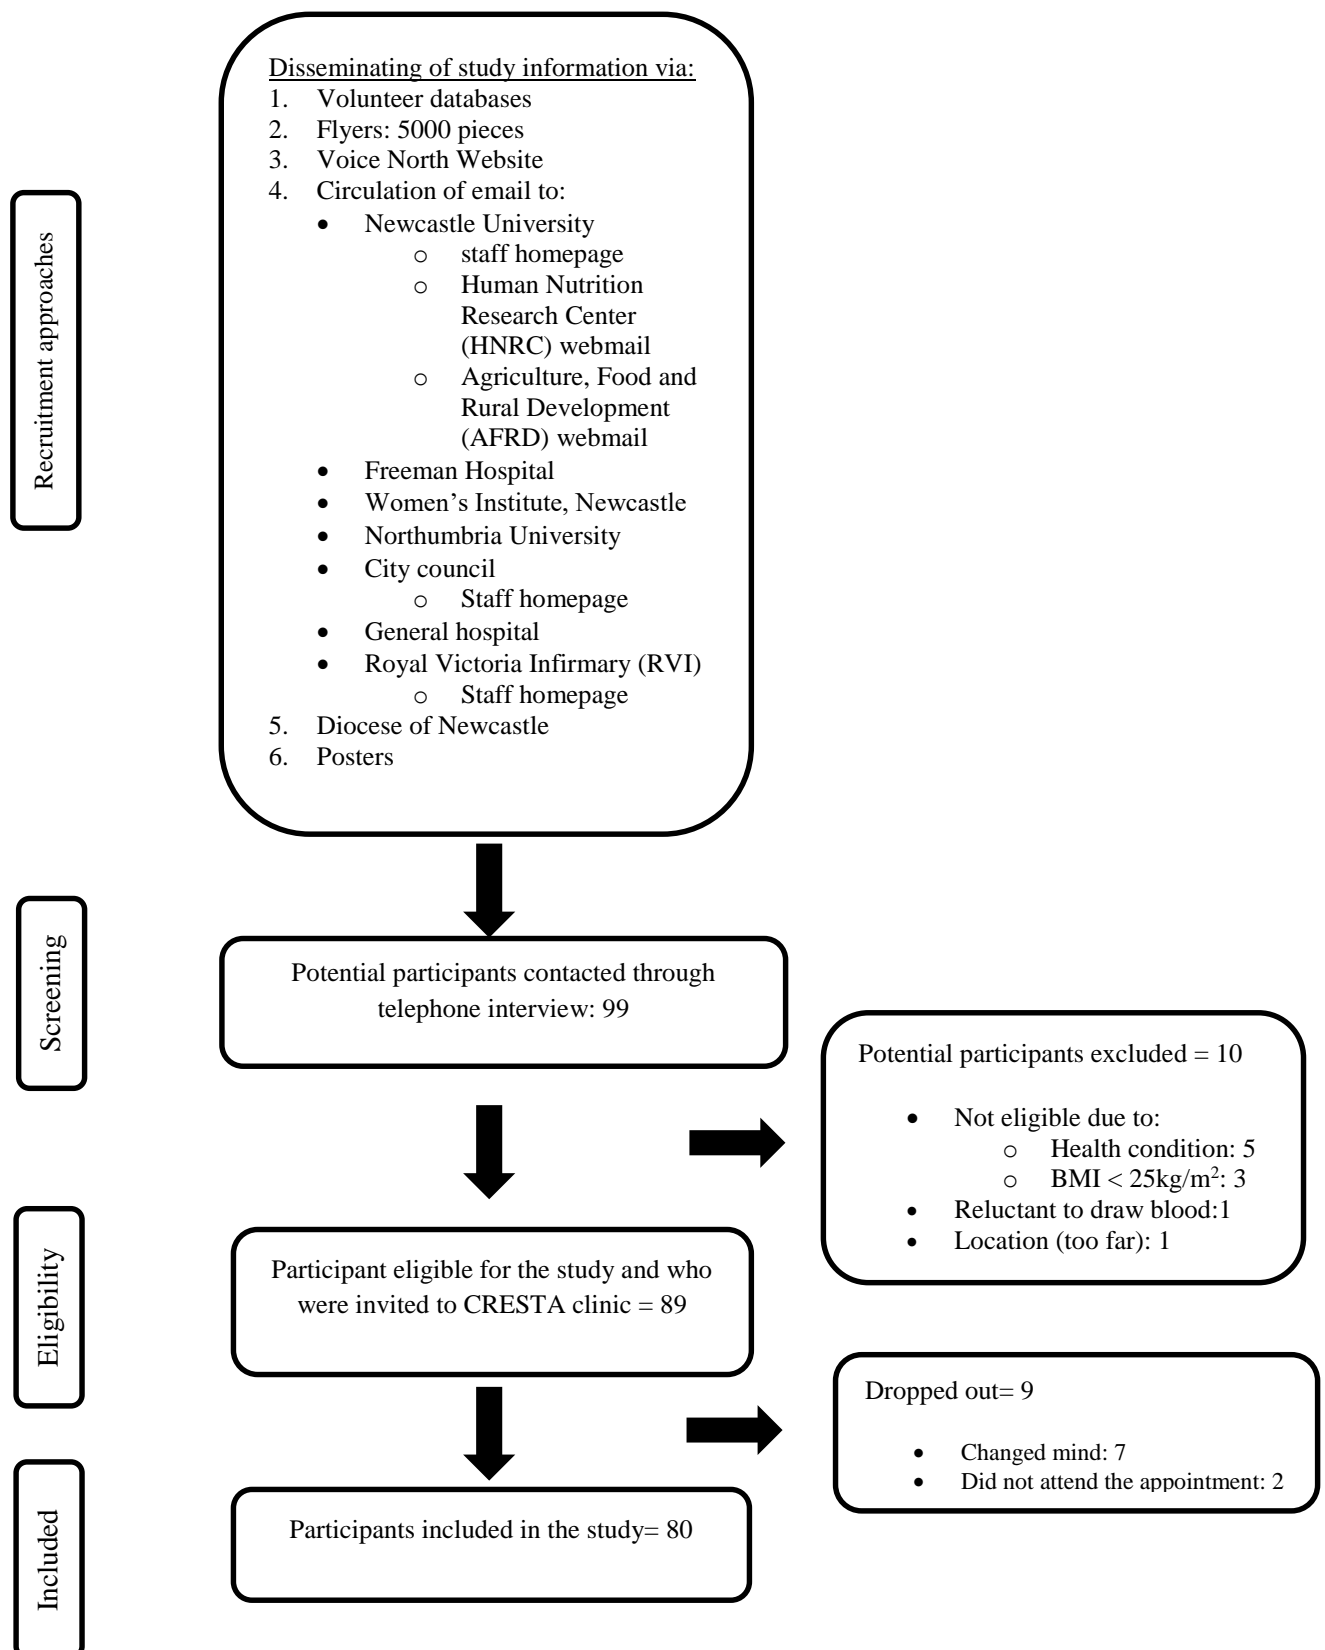 Disseminating of study information via:
1. Volunteer databases
2. Flyers: 5000 pieces
3. Voice North Website
4. Circulation of email to:
• Newcastle University
o staff homepage
o Human Nutrition
Research Center
(HNRC) webmail
o Agriculture, Food and
Rural Development
(AFRD) webmail
• Freeman Hospital
• Women’s Institute, Newcastle
• Northumbria University
• City council
o Staff homepage
• General hospital
• Royal Victoria Infirmary (RVI)
o Staff homepage
5. Diocese of Newcastle
6. Posters
Recruitment approaches
Screening
Potential participants contacted through
telephone interview: 99
Potential participants excluded = 10
• Not eligible due to:
o Health condition: 5
o BMI < 25kg/m²: 3
• Reluctant to draw blood:1
• Location (too far): 1
Eligibility
Participant eligible for the study and who
were invited to CRESTA clinic = 89
Dropped out= 9
• Changed mind: 7
• Did not attend the appointment: 2
Included
Participants included in the study= 80